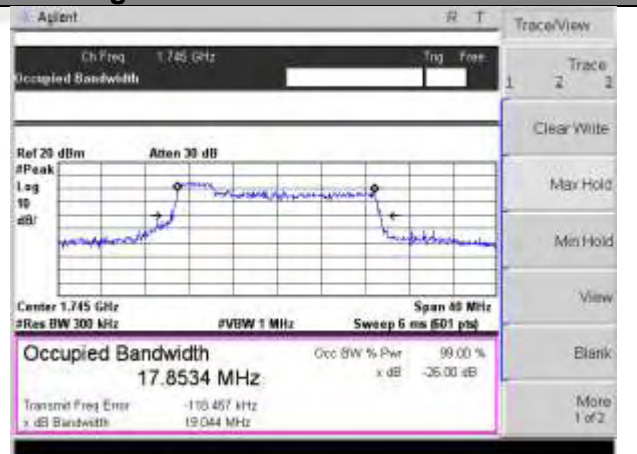 Agilent R T
Ch Freq 1.745 GHz Trig Free
Occupied Bandwidth
Ref 20 dBm Atten 30 dB
#Peak
Log
10
dB/
Center 1.745 GHz Span 40 MHz
#Res BW 300 kHz #VBW 1 MHz Sweep 6 ms (601 pts)
Occupied Bandwidth
17.8534 MHz
Occ BW % Pwr 99.00 %
x dB -26.00 dB
Transmit Freq Error
x dB Bandwidth 19.044 MHz
Trace/View
Trace
1 2 3
Clear Write
Max Hold
Min Hold
View
Blank
More
1 of 2